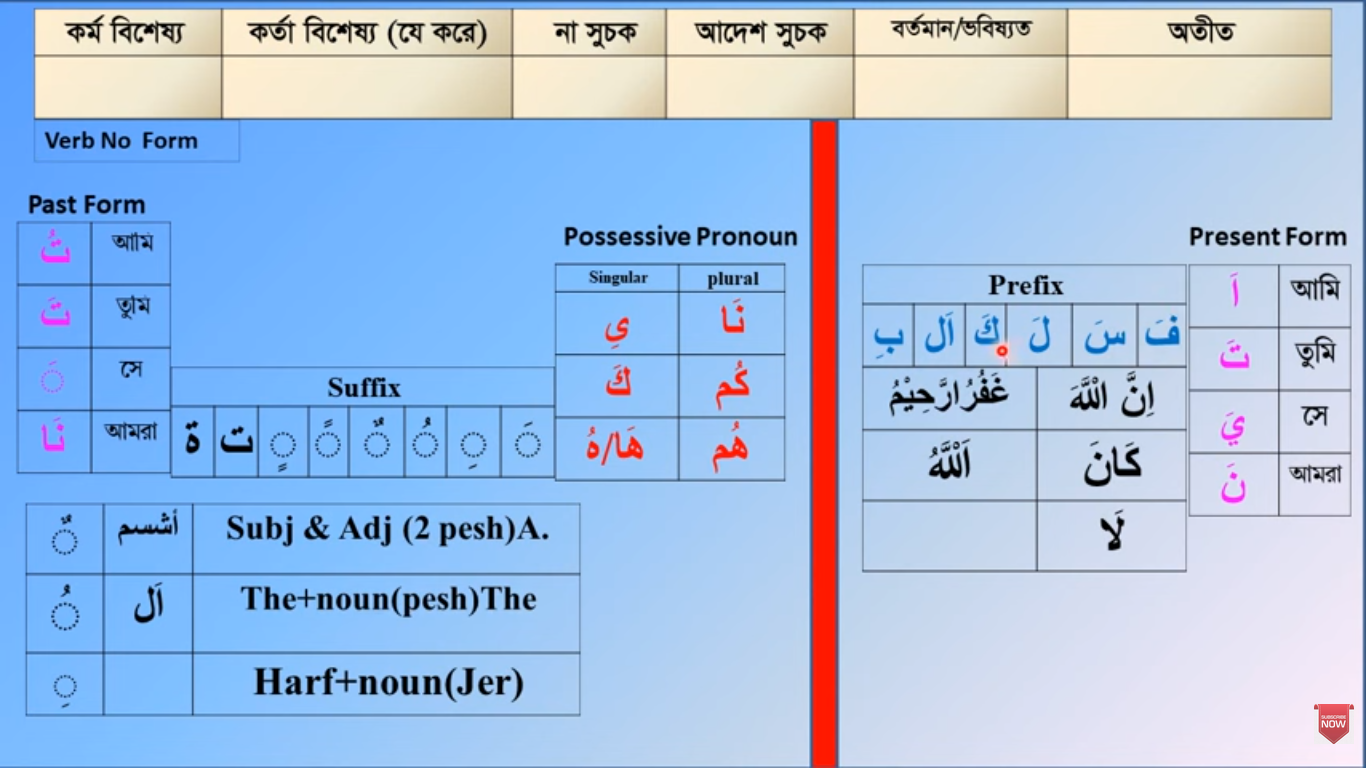 কর্ম বিশেষ্য কর্তা বিশেষ্য (যে করে) না সুচক আদেশ সুচক বর্তমান/ভবিষ্যত অতীত
Verb No Form
Past Form
تُ আমি
تَ তুমি
◌َ সে
نَا আমরা
Suffix
ة ت ◌ٍ ◌ً ◌ٌ ◌ُ ◌ِ ◌َ
Possessive Pronoun
Singular plural
يِ نَا
كَ كُم
هَا/هُ هُم
Prefix
بِ اَل كَ لَ سَ فَ
غَفُرُارَّحِيْمُ اِنَّ اللَّهَ
اَللَّهُ كَانَ
لَا
Present Form
اَ আমি
تَ তুমি
يَ সে
نَ আমরা
◌ٌ أشسم Subj & Adj (2 pesh)A.
◌ُ اَل The+noun(pesh)The
◌ِ Harf+noun(Jer)
SUBSCRIBE
NOW